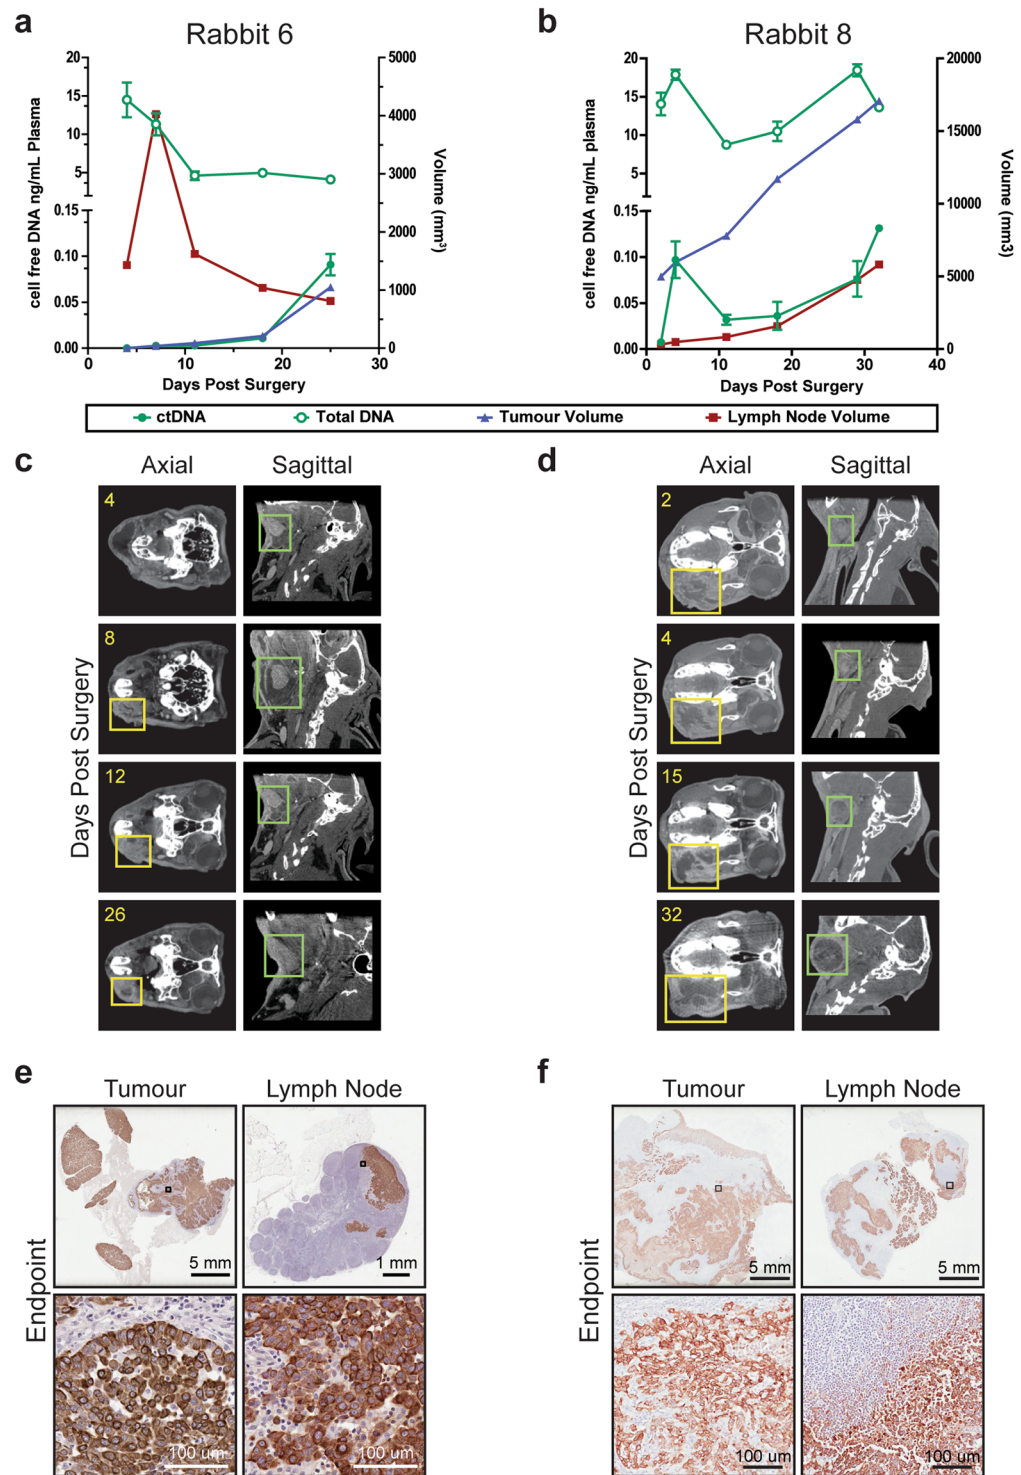 a
Rabbit 6
20
15
10
5
0.15
0.10
0.05
0.00
cell free DNA ng/mL Plasma
5000
4000
3000
2000
1000
0
Volume (mm³)
0 10 20 30
Days Post Surgery
b
Rabbit 8
20
15
10
5
0.15
0.10
0.05
0.00
cell free DNA ng/mL plasma
20000
15000
10000
5000
0
Volume (mm3)
0 10 20 30 40
Days Post Surgery
ctDNA Total DNA Tumour Volume Lymph Node Volume
c
Axial Sagittal
Days Post Surgery
4
8
12
26
d
Axial Sagittal
Days Post Surgery
2
4
15
32
e
Tumour Lymph Node
Endpoint
5 mm 1 mm
100 um 100 um
f
Tumour Lymph Node
Endpoint
5 mm 5 mm
100 um 100 um